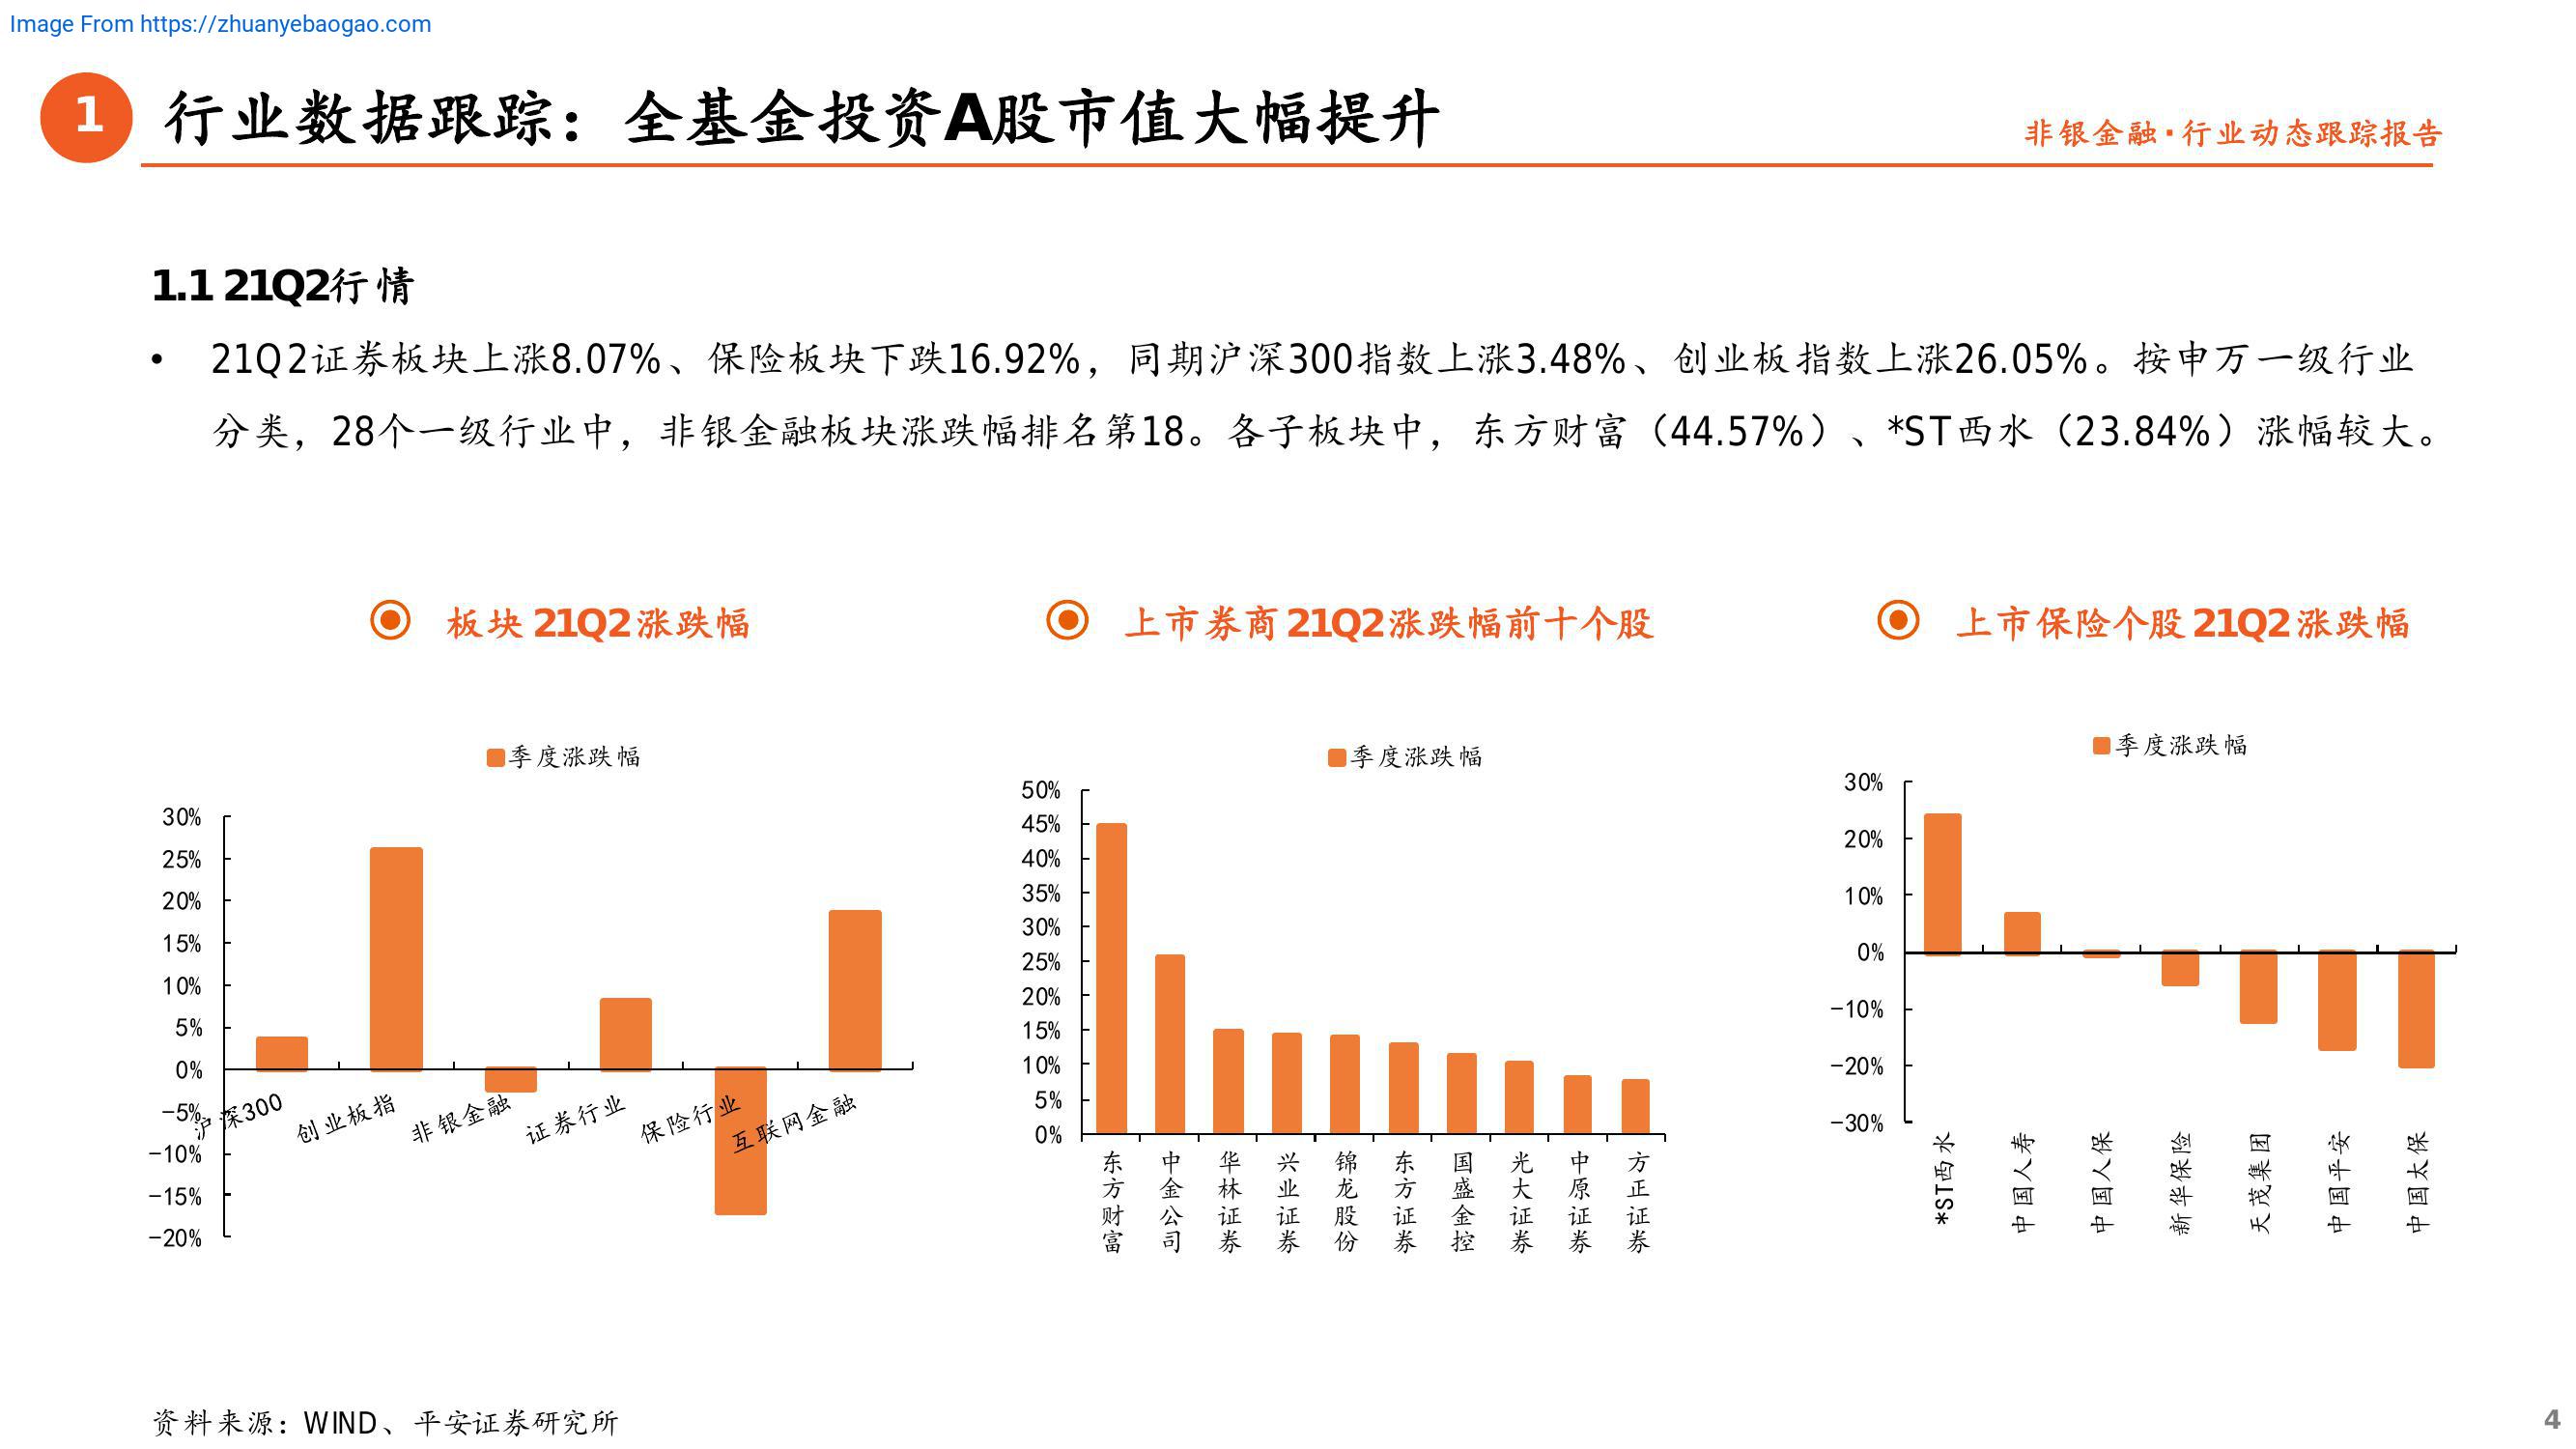 Image From https://zhuanyebaogao.com
1
行业数据跟踪：全基金投资A股市值大幅提升
非银金融·行业动态跟踪报告
1.1 21Q2行情
• 21Q2证券板块上涨8.07%、保险板块下跌16.92%，同期沪深300指数上涨3.48%、创业板指数上涨26.05%。按申万一级行业
分类，28个一级行业中，非银金融板块涨跌幅排名第18。各子板块中，东方财富（44.57%）、*ST西水（23.84%）涨幅较大。
板块21Q2涨跌幅
季度涨跌幅
30%
25%
20%
15%
10%
5%
0%
-5%
-10%
-15%
-20%
沪深300
创业板指
非银金融
证券行业
保险行业
互联网金融
上市券商21Q2涨跌幅前十个股
季度涨跌幅
50%
45%
40%
35%
30%
25%
20%
15%
10%
5%
0%
东方财富
中金公司
华林证券
兴业证券
锦龙股份
东方证券
国盛金控
光大证券
中原证券
方正证券
上市保险个股21Q2涨跌幅
季度涨跌幅
30%
20%
10%
0%
-10%
-20%
-30%
*ST西水
中国人寿
中国人保
新华保险
天茂集团
中国平安
中国太保
资料来源：WIND、平安证券研究所
4